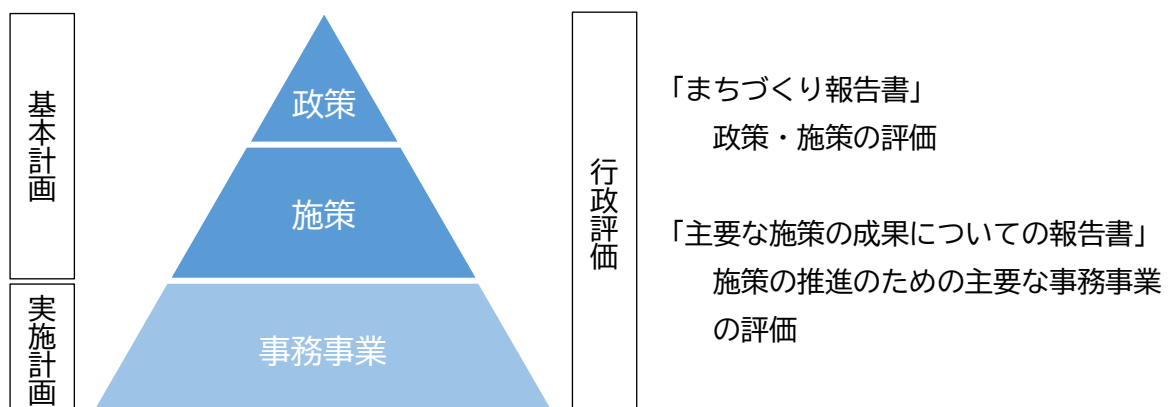 基本計画
実施計画
政策
施策
事務事業
行政評価
「まちづくり報告書」
政策・施策の評価
「主要な施策の成果についての報告書」
施策の推進のための主要な事務事業
の評価